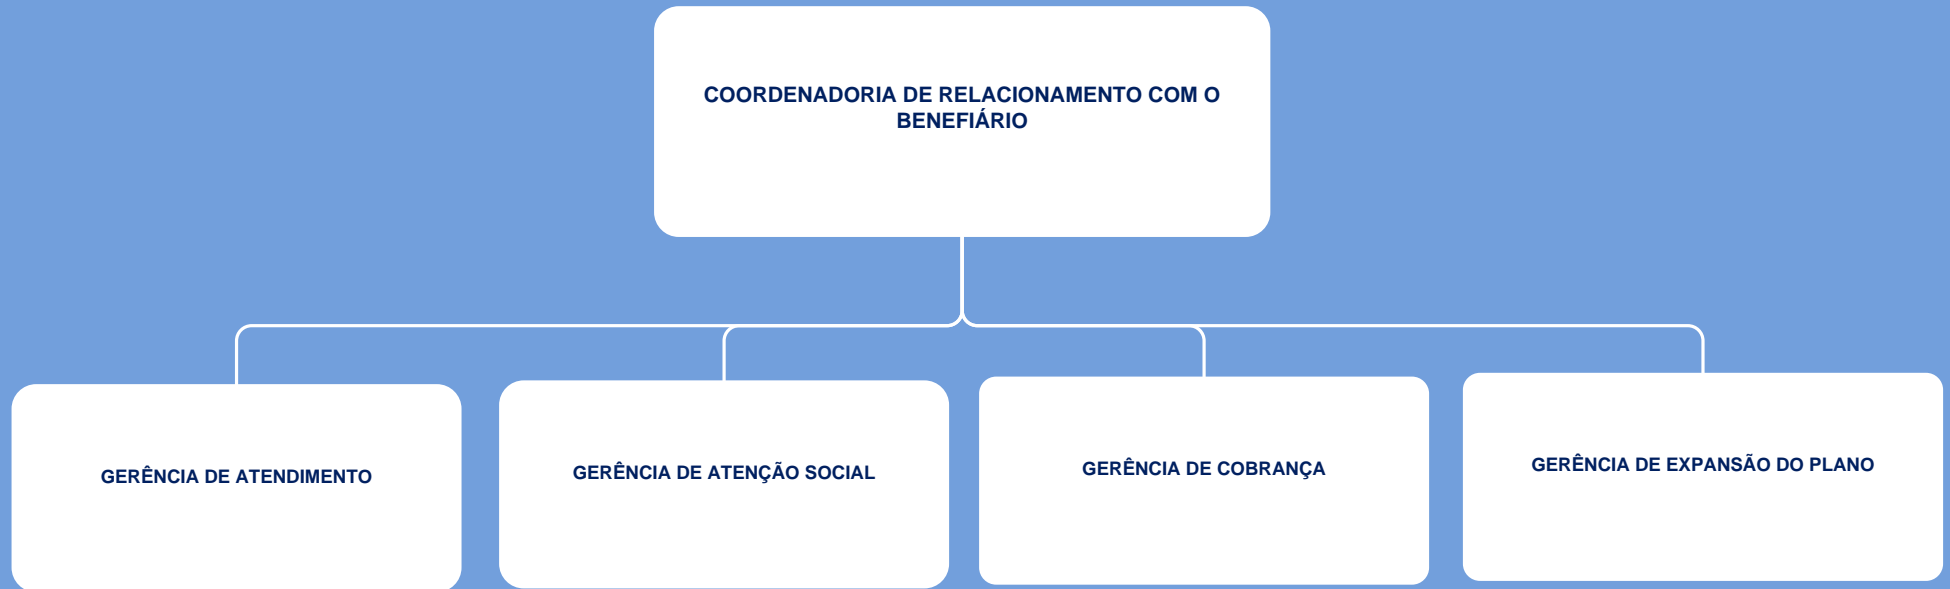 COORDENADORIA DE RELACIONAMENTO COM O
BENEFIÁRIO
GERÊNCIA DE ATENDIMENTO
GERÊNCIA DE ATENÇÃO SOCIAL
GERÊNCIA DE COBRANÇA
GERÊNCIA DE EXPANSÃO DO PLANO